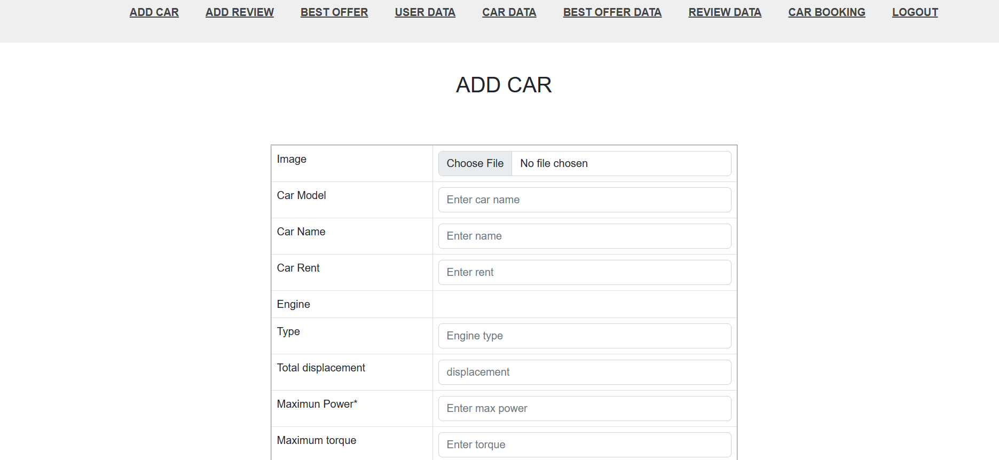 ADD CAR ADD REVIEW BEST OFFER USER DATA CAR DATA BEST OFFER DATA REVIEW DATA CAR BOOKING LOGOUT
ADD CAR
Image Choose File No file chosen
Car Model Enter car name
Car Name Enter name
Car Rent Enter rent
Engine
Type Engine type
Total displacement displacement
Maximun Power* Enter max power
Maximum torque Enter torque